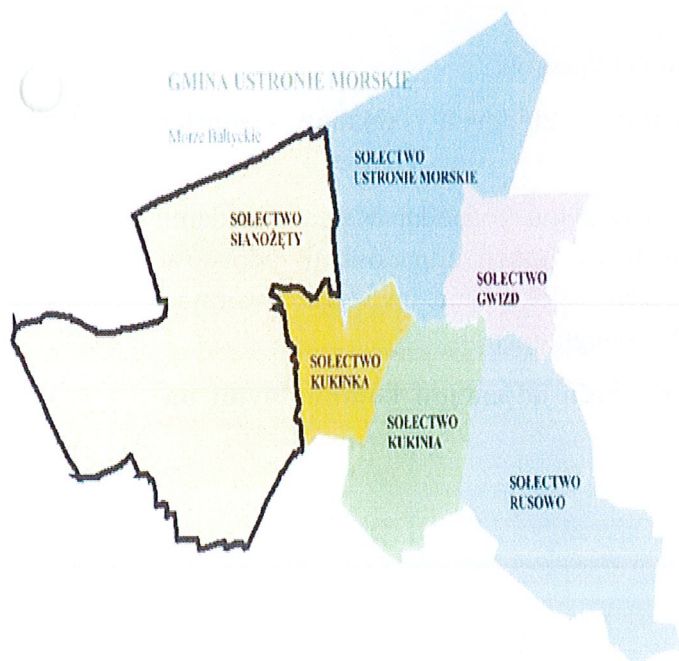 GMINA USTRONIE MORSKIE
Morze Bałtyckie
SOŁECTWO
USTRONIE MORSKIE
SOŁECTWO
SIANOŻĘTY
SOŁECTWO
GWIZD
SOŁECTWO
KUKINKA
SOŁECTWO
KUKINIA
SOŁECTWO
RUSOWO